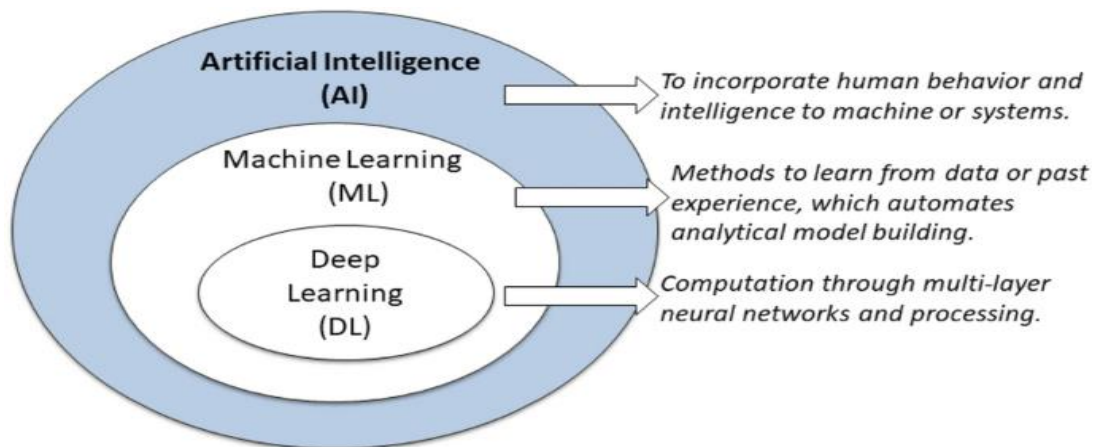 Artificial Intelligence
(AI)
To incorporate human behavior and
intelligence to machine or systems.
Machine Learning
(ML)
Methods to learn from data or past
experience, which automates
analytical model building.
Deep
Learning
(DL)
Computation through multi-layer
neural networks and processing.